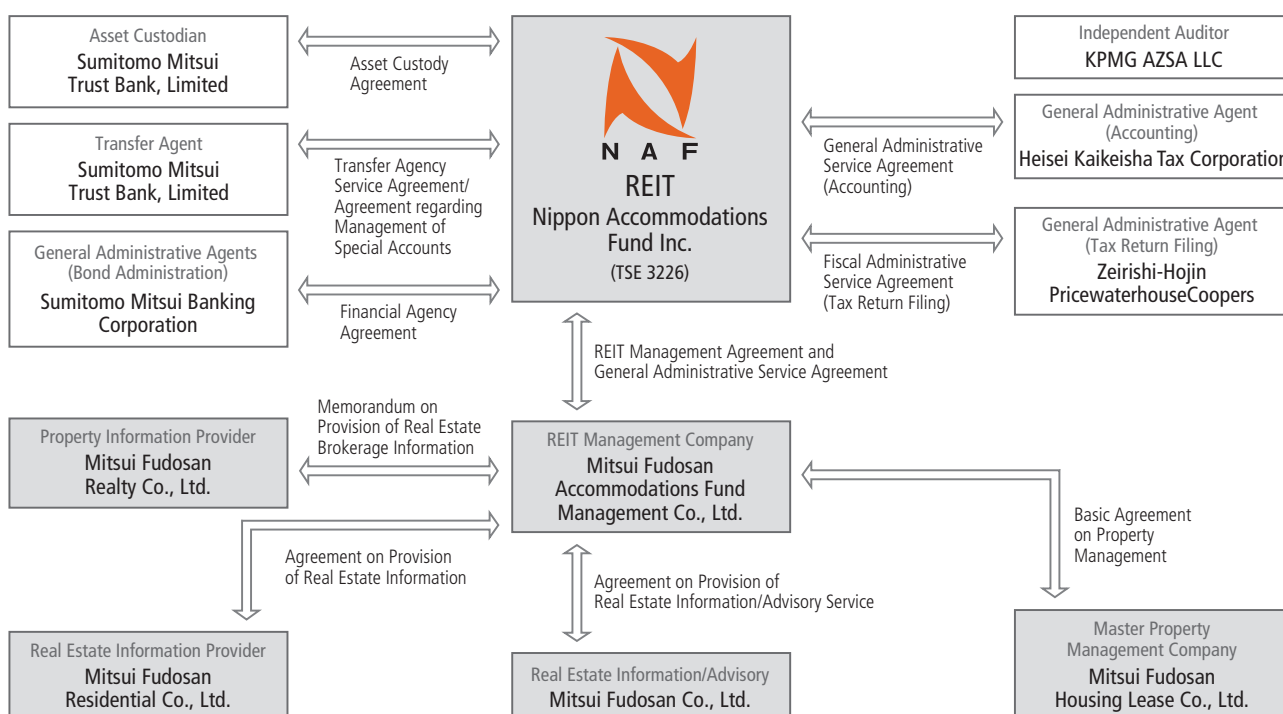 Asset Custodian
Sumitomo Mitsui
Trust Bank, Limited
Asset Custody
Agreement
Transfer Agent
Sumitomo Mitsui
Trust Bank, Limited
Transfer Agency
Service Agreement/
Agreement regarding
Management of
Special Accounts
General Administrative Agents
(Bond Administration)
Sumitomo Mitsui Banking
Corporation
Financial Agency
Agreement
N A F
REIT
Nippon Accommodations
Fund Inc.
(TSE 3226)
Independent Auditor
KPMG AZSA LLC
General Administrative Agent
(Accounting)
Heisei Kaikeisha Tax Corporation
General Administrative
Service Agreement
(Accounting)
General Administrative Agent
(Tax Return Filing)
Zeirishi-Hojin
PricewaterhouseCoopers
Fiscal Administrative
Service Agreement
(Tax Return Filing)
REIT Management Agreement and
General Administrative Service Agreement
Property Information Provider
Mitsui Fudosan
Realty Co., Ltd.
Memorandum on
Provision of Real Estate
Brokerage Information
REIT Management Company
Mitsui Fudosan
Accommodations Fund
Management Co., Ltd.
Basic Agreement
on Property
Management
Agreement on Provision
of Real Estate Information
Agreement on Provision of
Real Estate Information/Advisory Service
Real Estate Information Provider
Mitsui Fudosan
Residential Co., Ltd.
Real Estate Information/Advisory
Mitsui Fudosan Co., Ltd.
Master Property
Management Company
Mitsui Fudosan
Housing Lease Co., Ltd.